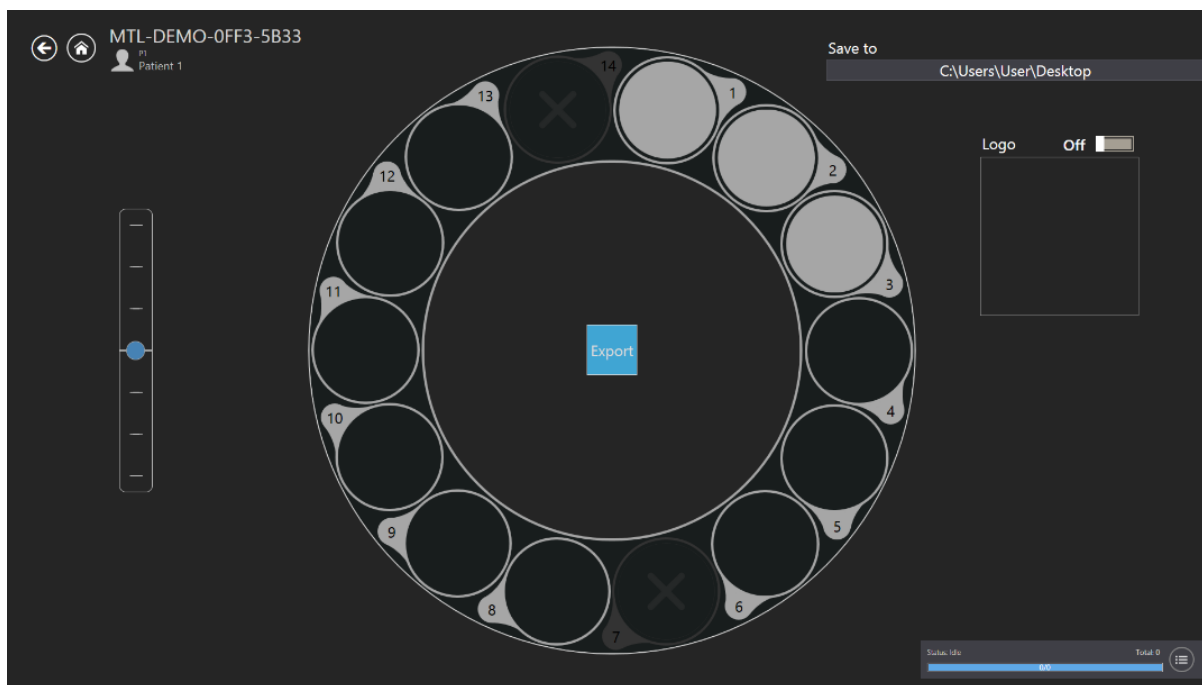 MTL-DEMO-0FF3-5B33
P1
Patient 1
Save to
C:\Users\User\Desktop
Logo Off
14
1
2
3
4
5
6
7
8
9
10
11
12
13
Export
Status: Idle Total: 0
0/0